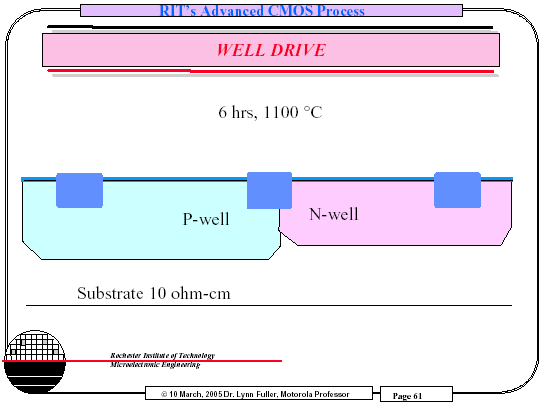 RIT's Advanced CMOS Process
WELL DRIVE
6 hrs, 1100 °C
P-well
N-well
Substrate 10 ohm-cm
Rochester Institute of Technology
Microelectronic Engineering
© 10 March, 2005 Dr. Lynn Fuller, Motorola Professor
Page 61